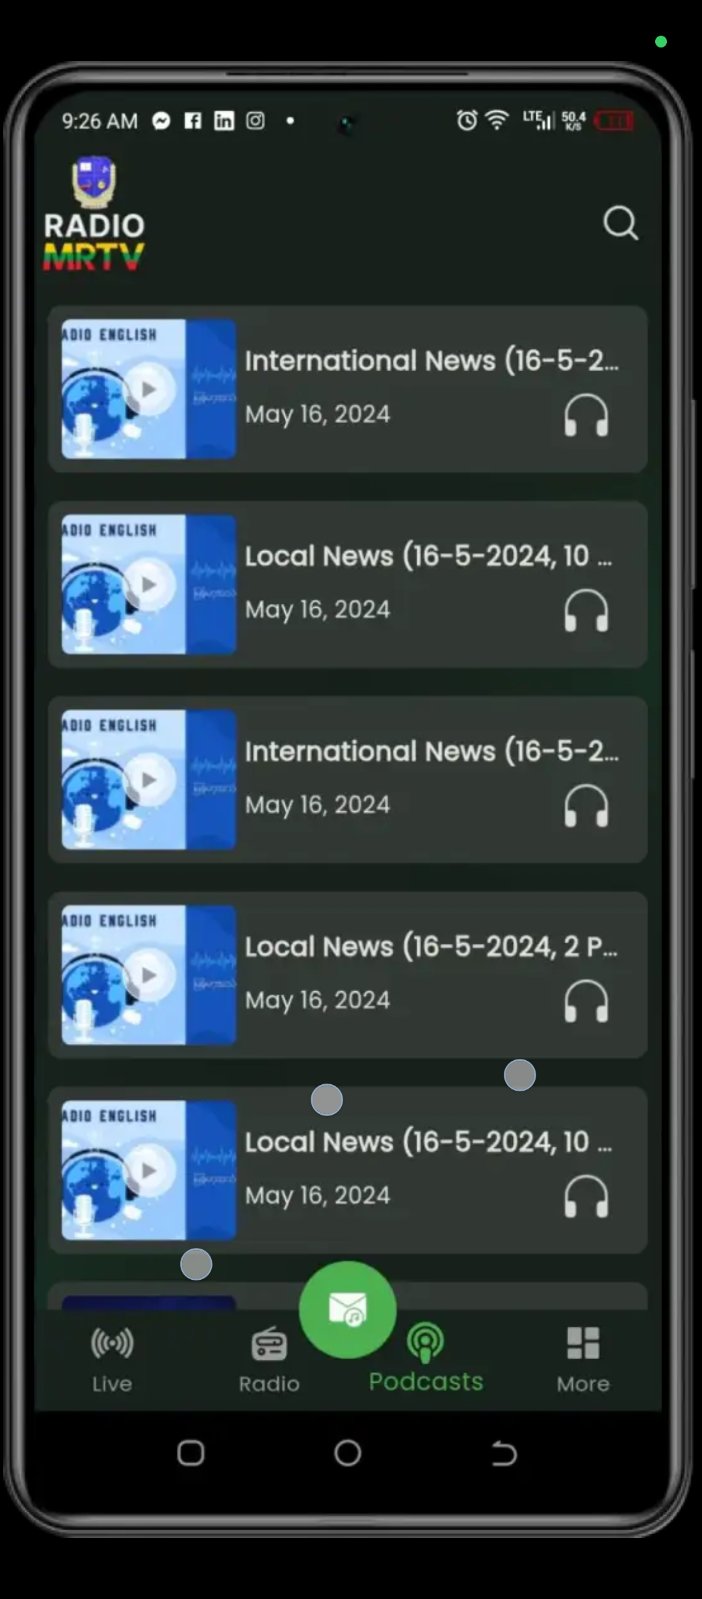 9:26 AM
LTE
50.4
K/S
RADIO
MRTV
ADIO ENGLISH
International News (16-5-2...
May 16, 2024
ADIO ENGLISH
Local News (16-5-2024, 10 ...
May 16, 2024
ADIO ENGLISH
International News (16-5-2...
May 16, 2024
ADIO ENGLISH
Local News (16-5-2024, 2 P...
May 16, 2024
ADIO ENGLISH
Local News (16-5-2024, 10 ...
May 16, 2024
Live
Radio
Podcasts
More